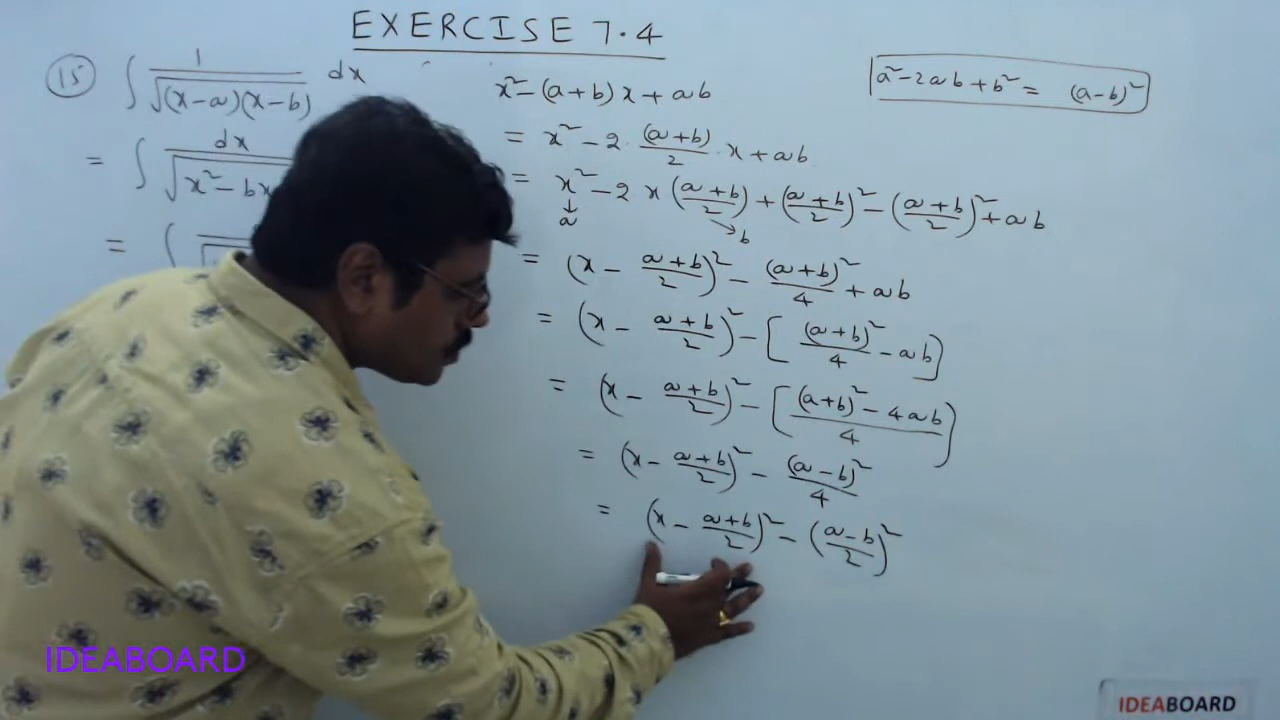 EXERCISE 7.4
(15) ∫ 1/√((x-a)(x-b)) dx
= ∫ dx/√(x² - bx
= ∫
x² - (a+b)x + ab
= x² - 2 · (a+b)/2 · x + ab
= x² - 2 x ((a+b)/2) + ((a+b)/2)² - ((a+b)/2)² + ab
↓ a ↘ b
= (x - (a+b)/2)² - (a+b)²/4 + ab
= (x - (a+b)/2)² - [(a+b)²/4 - ab]
= (x - (a+b)/2)² - [((a+b)² - 4ab)/4]
= (x - (a+b)/2)² - (a-b)²/4
= (x - (a+b)/2)² - ((a-b)/2)²
a² - 2ab + b² = (a-b)²
IDEABOARD
IDEABOARD